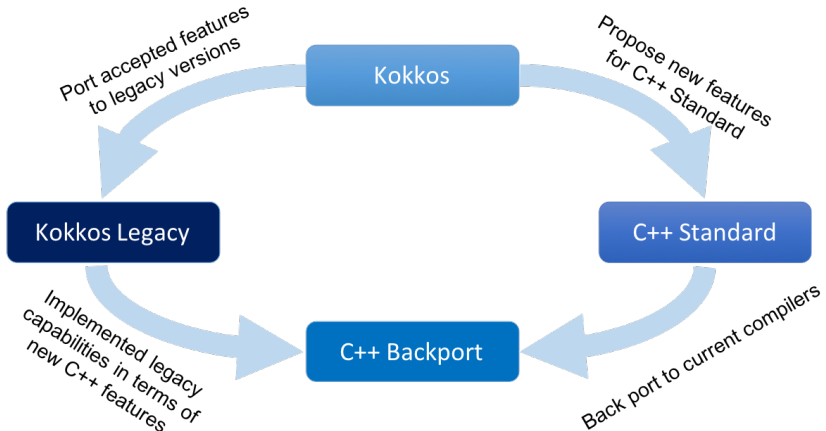 Port accepted features
to legacy versions
Kokkos
Propose new features
for C++ Standard
Kokkos Legacy
C++ Standard
Implemented legacy
capabilities in terms of
new C++ features
C++ Backport
Back port to current compilers